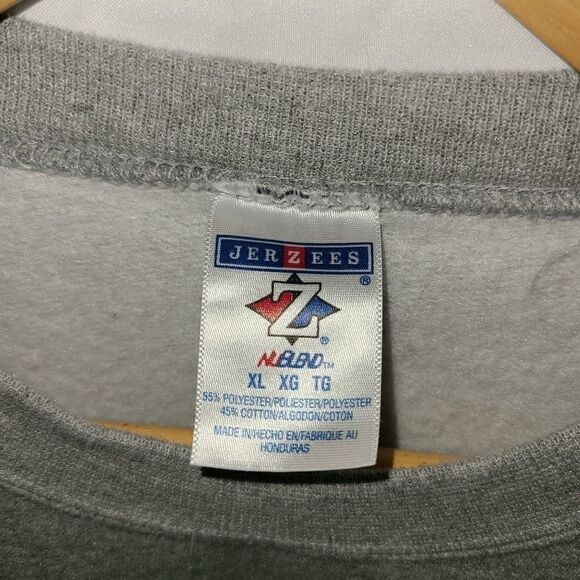 JERZEES®
Z®
NUBLEND™
XL XG TG
55% POLYESTER/POLIESTER/POLYESTER
45% COTTON/ALGODON/COTON
MADE IN/HECHO EN/FABRIQUE AU
HONDURAS